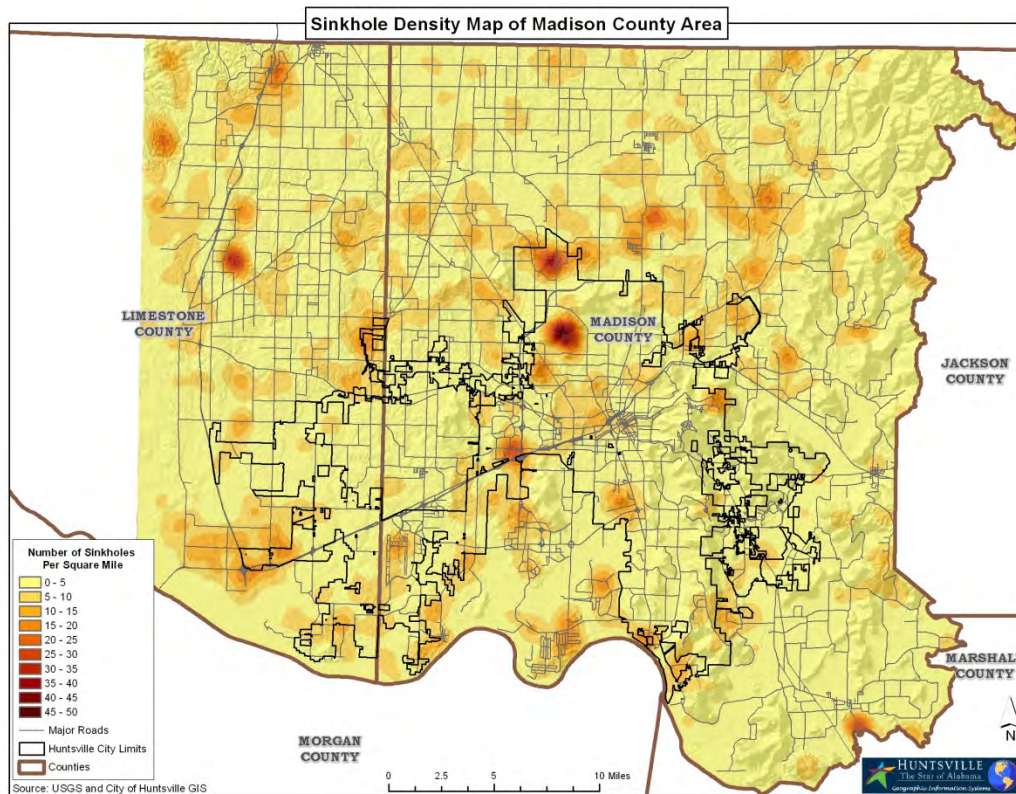 Sinkhole Density Map of Madison County Area
LIMESTONE
COUNTY
MADISON
COUNTY
JACKSON
COUNTY
MARSHALL
COUNTY
MORGAN
COUNTY
Number of Sinkholes
Per Square Mile
0 - 5
5 - 10
10 - 15
15 - 20
20 - 25
25 - 30
30 - 35
35 - 40
40 - 45
45 - 50
Major Roads
Huntsville City Limits
Counties
Source: USGS and City of Huntsville GIS
0 2.5 5 10 Miles
N
HUNTSVILLE
The Star of Alabama
Geographic Information Systems